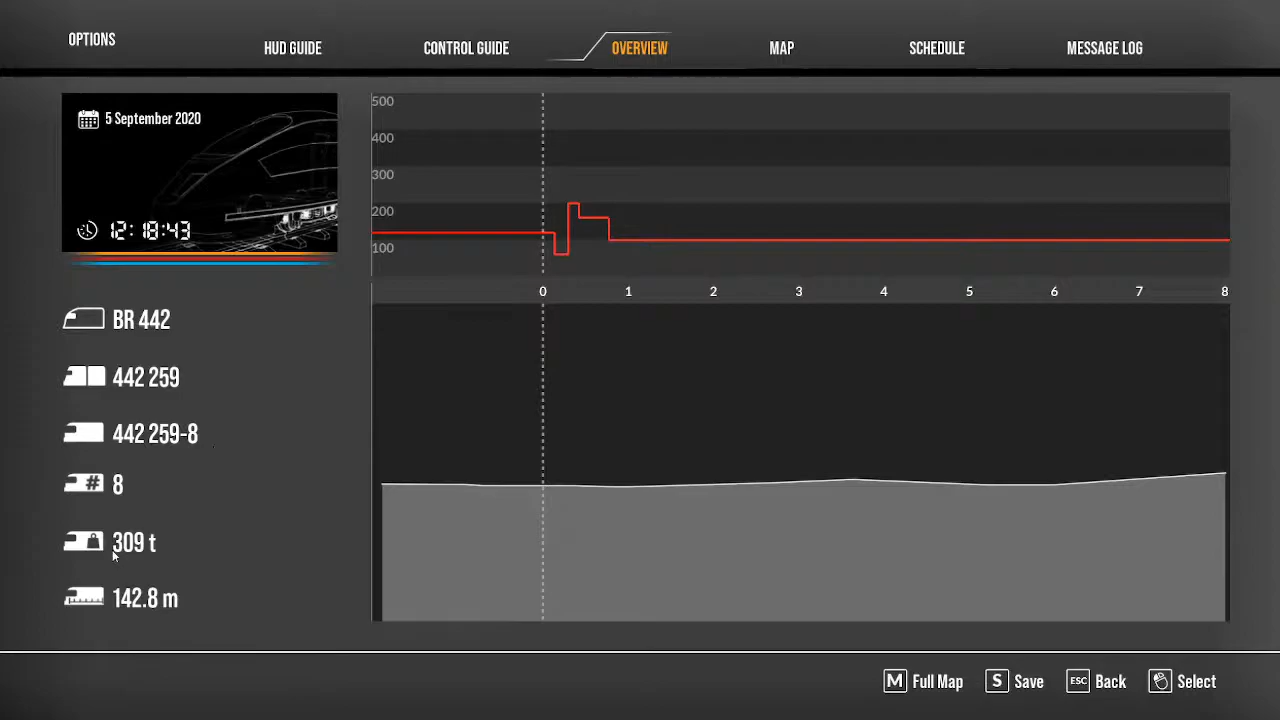 OPTIONS
HUD GUIDE
CONTROL GUIDE
OVERVIEW
MAP
SCHEDULE
MESSAGE LOG
5 September 2020
12:18:43
BR 442
442 259
442 259-8
# 8
309 t
142.8 m
500
400
300
200
100
0 1 2 3 4 5 6 7 8
M Full Map
S Save
ESC Back
Select